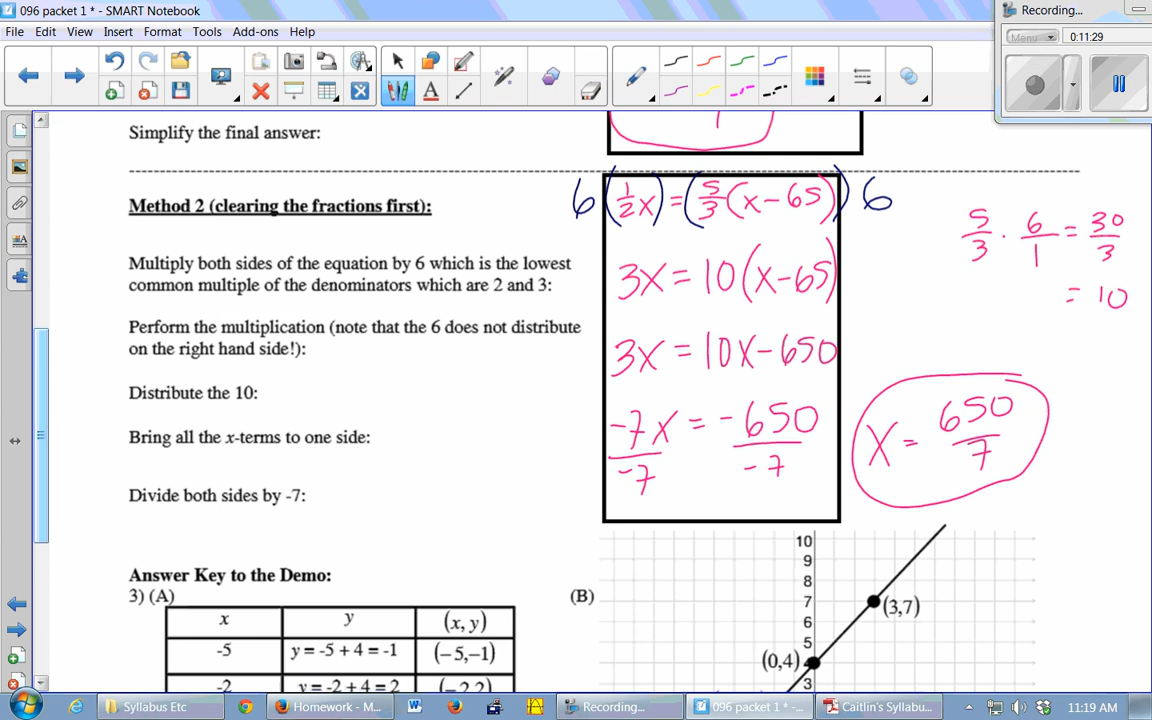 096 packet 1 * - SMART Notebook
Recording...
File Edit View Insert Format Tools Add-ons Help
Menu
0:11:29
Simplify the final answer:
Method 2 (clearing the fractions first):
6 (1/2 x) = (5/3 (x - 65)) 6
5/3 · 6/1 = 30/3
= 10
Multiply both sides of the equation by 6 which is the lowest
common multiple of the denominators which are 2 and 3:
3x = 10(x-65)
Perform the multiplication (note that the 6 does not distribute
on the right hand side!):
3x = 10x - 650
Distribute the 10:
Bring all the x-terms to one side:
-7x/-7 = -650/-7
x = 650/7
Divide both sides by -7:
Answer Key to the Demo:
3) (A)
x y (x, y)
-5 y = -5 + 4 = -1 (-5,-1)
-2 y = -2 + 4 = 2 (-2,2)
(B)
10
9
8
7
(3,7)
6
5
(0,4)
3
Syllabus Etc
Homework - M...
Recording...
096 packet 1 * -...
Caitlin's Syllabu...
11:19 AM